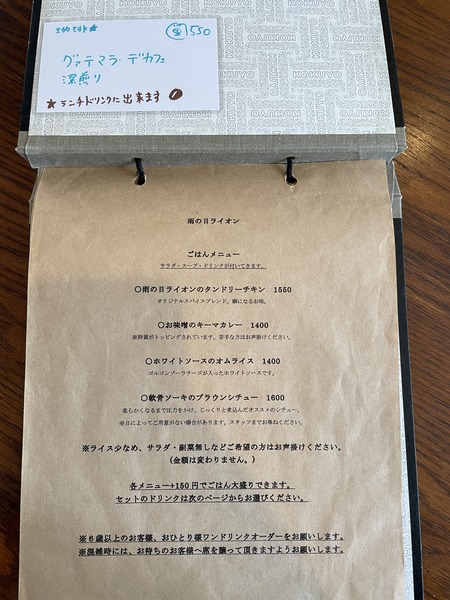 単 550
グァテマラ・デカフェ
深煎り
★ランチドリンクに出来ます
KOKUYO
雨の日ライオン
ごはんメニュー
サラダ・スープ・ドリンクが付いてきます。
○雨の日ライオンのタンドリーチキン 1550
オリジナルスパイスブレンド。癖になるお味。
○お味噌のキーマカレー 1400
※卵黄がトッピングされています。苦手な方はお声掛けください。
○ホワイトソースのオムライス 1400
ゴルゴンゾーラチーズが入ったホワイトソースです。
○軟骨ソーキのブラウンシチュー 1600
柔らかくなるまで圧力をかけ、じっくりと煮込んだオススメのシチュー。
※日によってご用意がない場合があります。スタッフまでお尋ねください。
※ライス少なめ、サラダ・副菜無しなどご希望の方はお声掛けください。
(金額は変わりません。)
各メニュー+150円でごはん大盛りできます。
セットのドリンクは次のページからお選びください。
※６歳以上のお客様、おひとり様ワンドリンクオーダーをお願いします。
※混雑時には、お待ちのお客様へ席を譲って頂きますようお願いします。